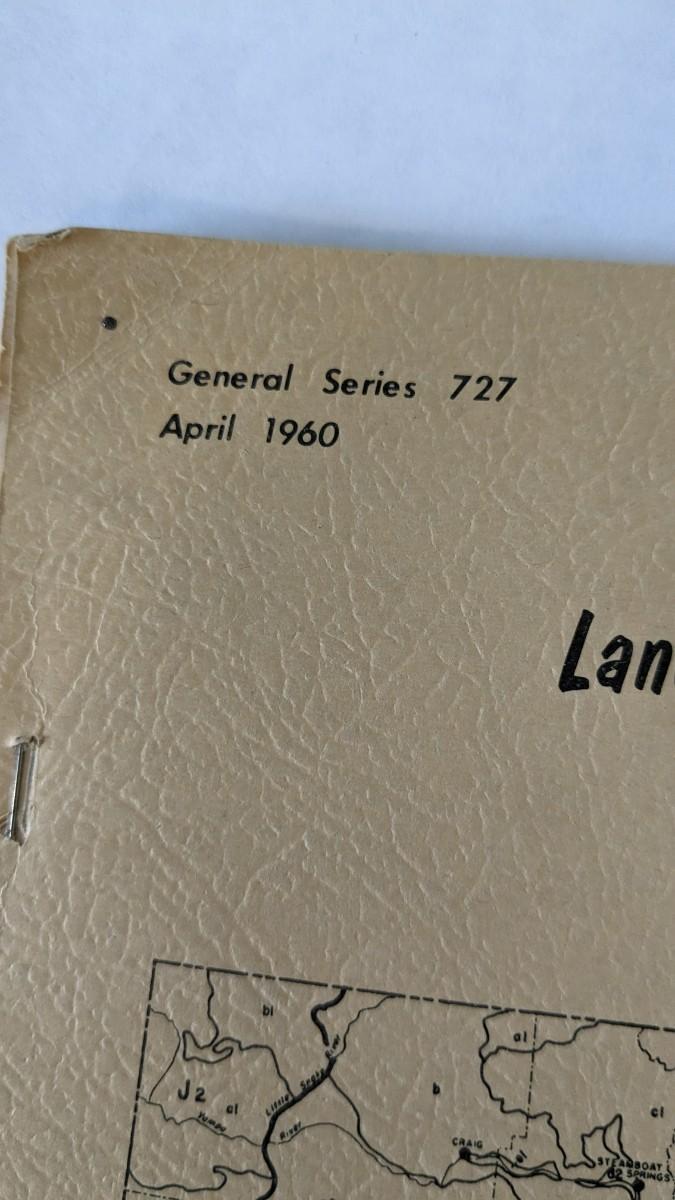 General Series 727
April 1960
Lan
bl
River
al
J2
al
Little Snake
b
cl
Yampa
River
CRAIG
STEAMBOAT
SPRINGS
d2